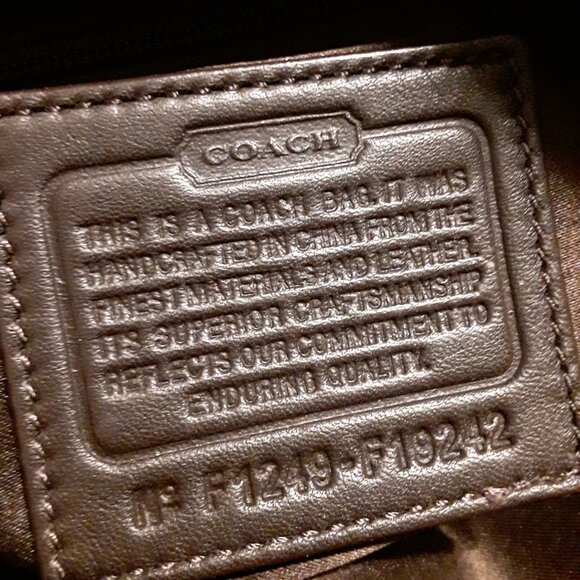 COACH
THIS IS A COACH BAG. IT WAS
HANDCRAFTED IN CHINA FROM THE
FINEST MATERIALS AND LEATHER.
ITS SUPERIOR CRAFTSMANSHIP
REFLECTS OUR COMMITMENT TO
ENDURING QUALITY.
Nº F1249-F19242